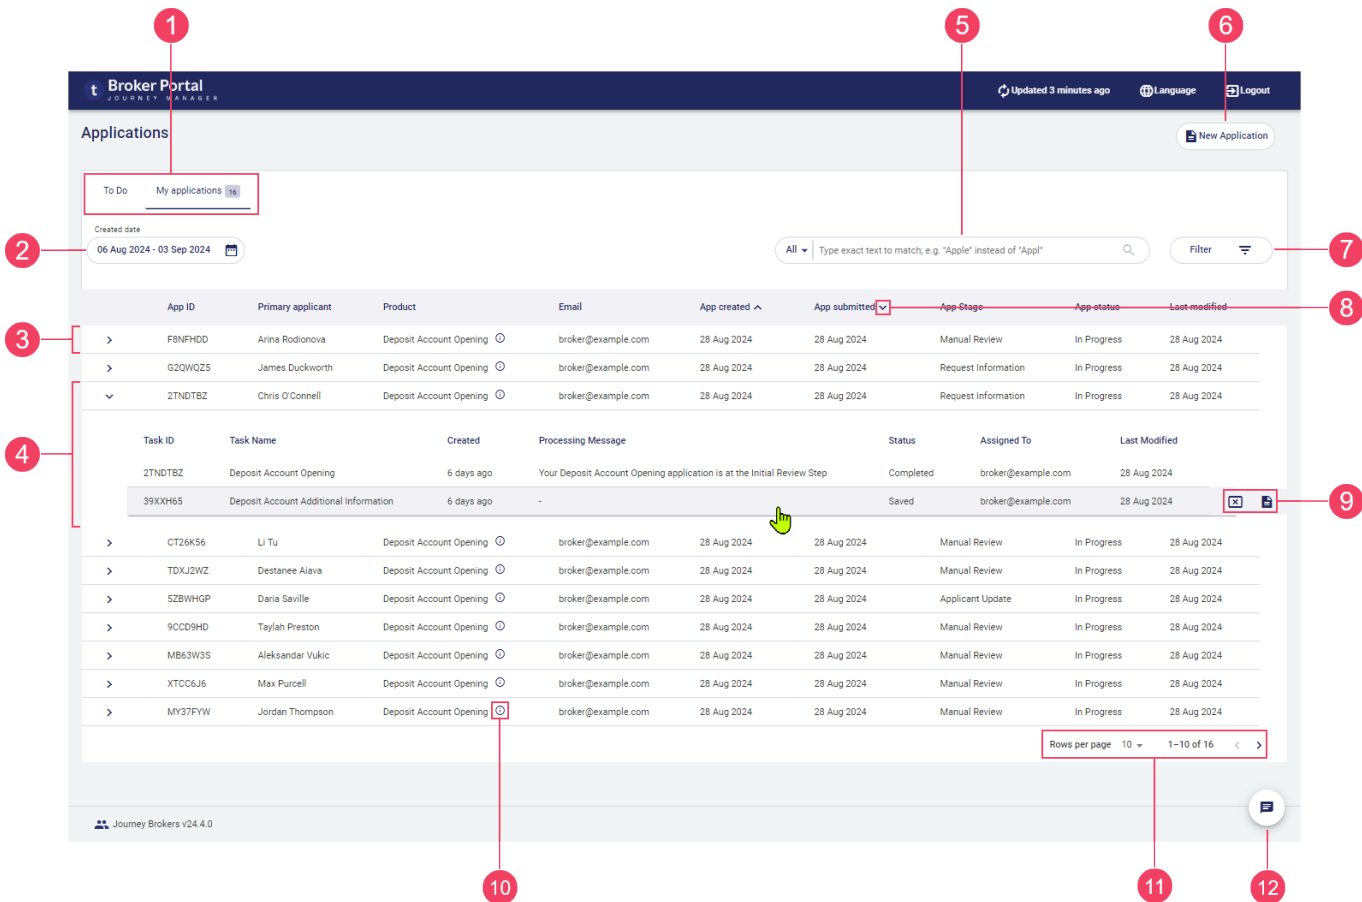 1 5 6
t Broker Portal
JOURNEY MANAGER
Updated 3 minutes ago Language Logout
Applications
New Application
To Do My applications 16
Created date
2 06 Aug 2024 - 03 Sep 2024 All Type exact text to match; e.g. "Apple" instead of "Appl" Filter 7
App ID Primary applicant Product Email App created App submitted App Stage App status Last modified 8
3 F8NFHDD Arina Rodionova Deposit Account Opening broker@example.com 28 Aug 2024 28 Aug 2024 Manual Review In Progress 28 Aug 2024
G2QWQZ5 James Duckworth Deposit Account Opening broker@example.com 28 Aug 2024 28 Aug 2024 Request Information In Progress 28 Aug 2024
2TNDTBZ Chris O'Connell Deposit Account Opening broker@example.com 28 Aug 2024 28 Aug 2024 Request Information In Progress 28 Aug 2024
4
Task ID Task Name Created Processing Message Status Assigned To Last Modified
2TNDTBZ Deposit Account Opening 6 days ago Your Deposit Account Opening application is at the Initial Review Step Completed broker@example.com 28 Aug 2024
39XXH65 Deposit Account Additional Information 6 days ago - Saved broker@example.com 28 Aug 2024 9
CT26K56 Li Tu Deposit Account Opening broker@example.com 28 Aug 2024 28 Aug 2024 Manual Review In Progress 28 Aug 2024
TDXJ2WZ Destanee Aiava Deposit Account Opening broker@example.com 28 Aug 2024 28 Aug 2024 Manual Review In Progress 28 Aug 2024
5ZBWHGP Daria Saville Deposit Account Opening broker@example.com 28 Aug 2024 28 Aug 2024 Applicant Update In Progress 28 Aug 2024
9CCD9HD Taylah Preston Deposit Account Opening broker@example.com 28 Aug 2024 28 Aug 2024 Manual Review In Progress 28 Aug 2024
MB63W3S Aleksandar Vukic Deposit Account Opening broker@example.com 28 Aug 2024 28 Aug 2024 Manual Review In Progress 28 Aug 2024
XTCC6J6 Max Purcell Deposit Account Opening broker@example.com 28 Aug 2024 28 Aug 2024 Manual Review In Progress 28 Aug 2024
MY37FYW Jordan Thompson Deposit Account Opening broker@example.com 28 Aug 2024 28 Aug 2024 Manual Review In Progress 28 Aug 2024
Rows per page 10 1–10 of 16
Journey Brokers v24.4.0
10 11 12